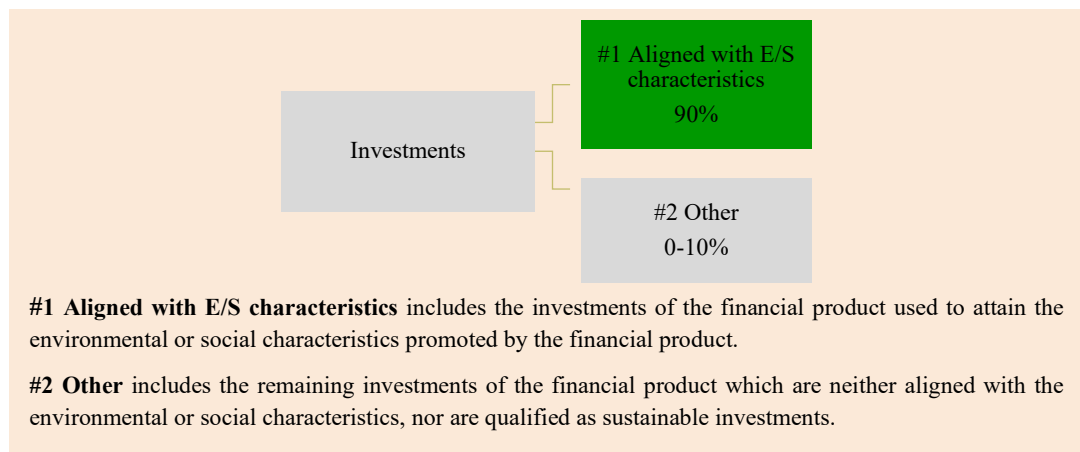 #1 Aligned with E/S
characteristics
90%
Investments
#2 Other
0-10%
#1 Aligned with E/S characteristics includes the investments of the financial product used to attain the
environmental or social characteristics promoted by the financial product.
#2 Other includes the remaining investments of the financial product which are neither aligned with the
environmental or social characteristics, nor are qualified as sustainable investments.